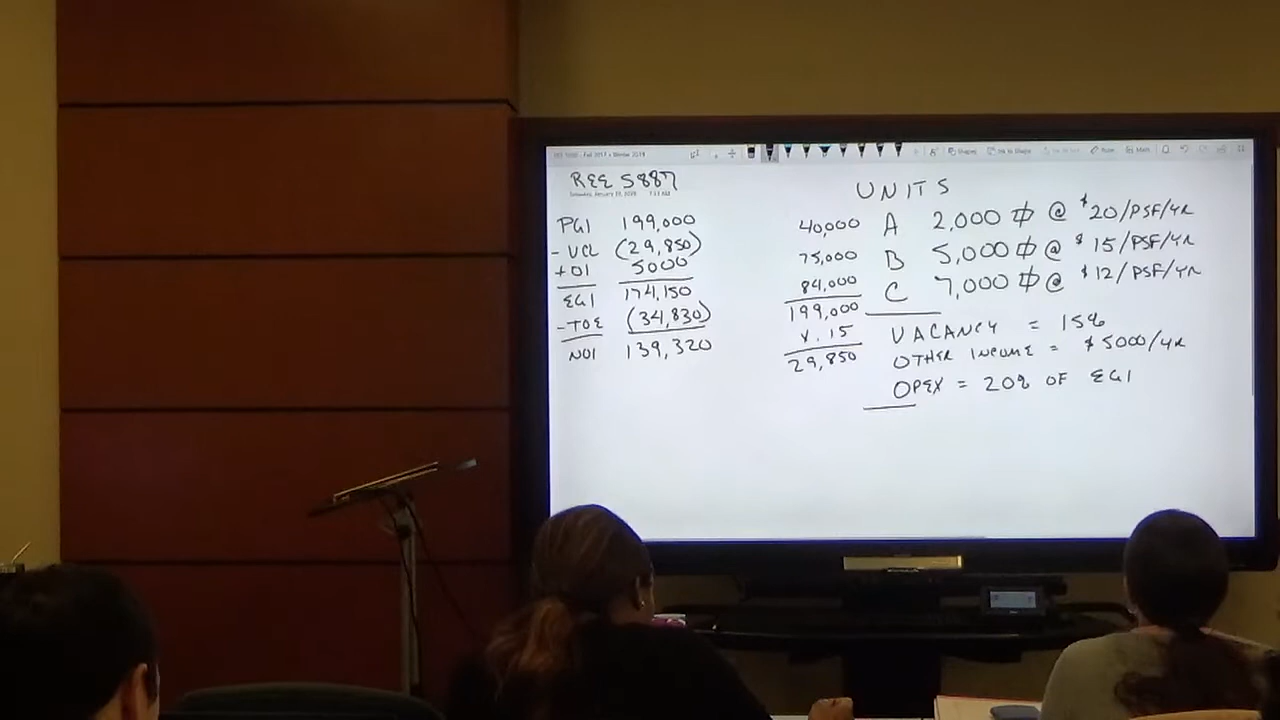 REE 5887
PGI 199,000
- VCL (29,850)
+ OI 5000
EGI 174,150
- TOE (34,830)
NOI 139,320
UNITS
40,000 A 2,000 ⏀ @ $20/PSF/YR
75,000 B 5,000 ⏀ @ $15/PSF/YR
84,000 C 7,000 ⏀ @ $12/PSF/YR
199,000
x .15
29,850
VACANCY = 15%
OTHER INCOME = $5000/YR
OPEX = 20% OF EGI